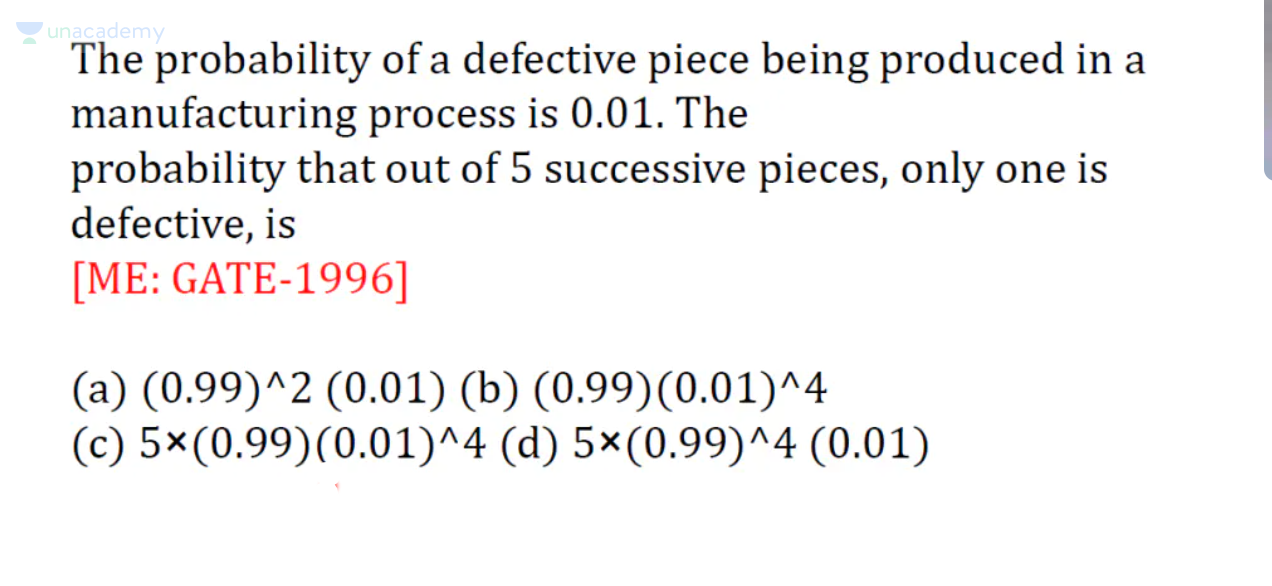 unacademy
The probability of a defective piece being produced in a
manufacturing process is 0.01. The
probability that out of 5 successive pieces, only one is
defective, is
[ME: GATE-1996]
(a) (0.99)^2 (0.01) (b) (0.99)(0.01)^4
(c) 5×(0.99)(0.01)^4 (d) 5×(0.99)^4 (0.01)